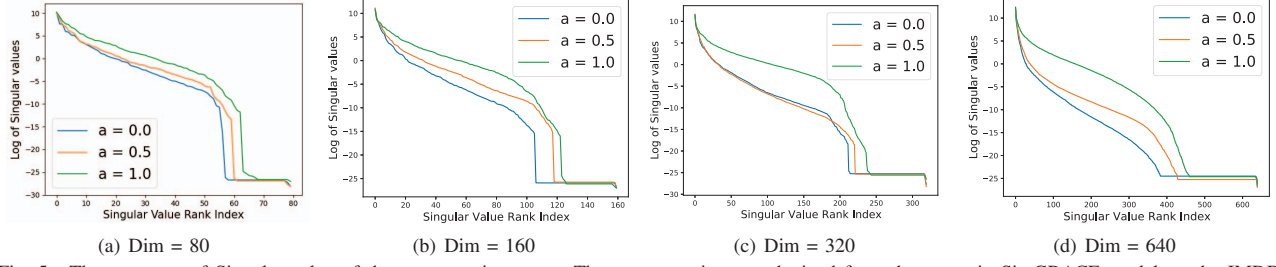 10
5
0
−5
−10
−15
−20
−25
−30
Log of Singular values
a = 0.0
a = 0.5
a = 1.0
0 10 20 30 40 50 60 70 80
Singular Value Rank Index
(a) Dim = 80
10
5
0
−5
−10
−15
−20
−25
Log of Singular values
a = 0.0
a = 0.5
a = 1.0
0 20 40 60 80 100 120 140 160
Singular Value Rank Index
(b) Dim = 160
10
5
0
−5
−10
−15
−20
−25
−30
Log of Singular values
a = 0.0
a = 0.5
a = 1.0
0 50 100 150 200 250 300
Singular Value Rank Index
(c) Dim = 320
10
5
0
−5
−10
−15
−20
−25
Log of Singular values
a = 0.0
a = 0.5
a = 1.0
0 100 200 300 400 500 600
Singular Value Rank Index
(d) Dim = 640